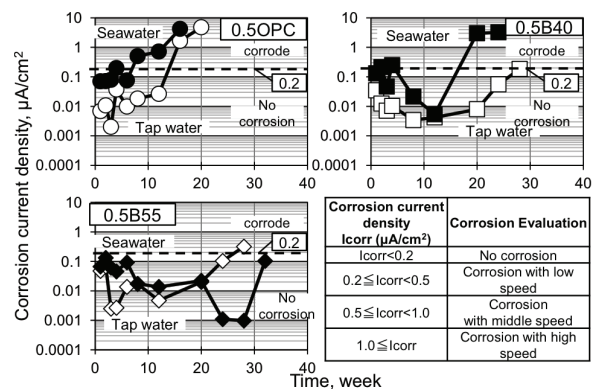 Corrosion current density, µA/cm²
10
1
0.1
0.01
0.001
0.0001
0 10 20 30 40
Seawater
0.5OPC
corrode
0.2
No
corrosion
Tap water
10
1
0.1
0.01
0.001
0.0001
0 10 20 30 40
Seawater
0.5B40
corrode
0.2
No
corrosion
Tap water
10
1
0.1
0.01
0.001
0.0001
0 10 20 30 40
0.5B55
Seawater
corrode
0.2
No
corrosion
Tap water
Time, week
Corrosion current
density
Icorr (µA/cm²)
Corrosion Evaluation
Icorr<0.2
No corrosion
0.2≦Icorr<0.5
Corrosion with low
speed
0.5≦Icorr<1.0
Corrosion
with middle speed
1.0≦Icorr
Corrosion with high
speed